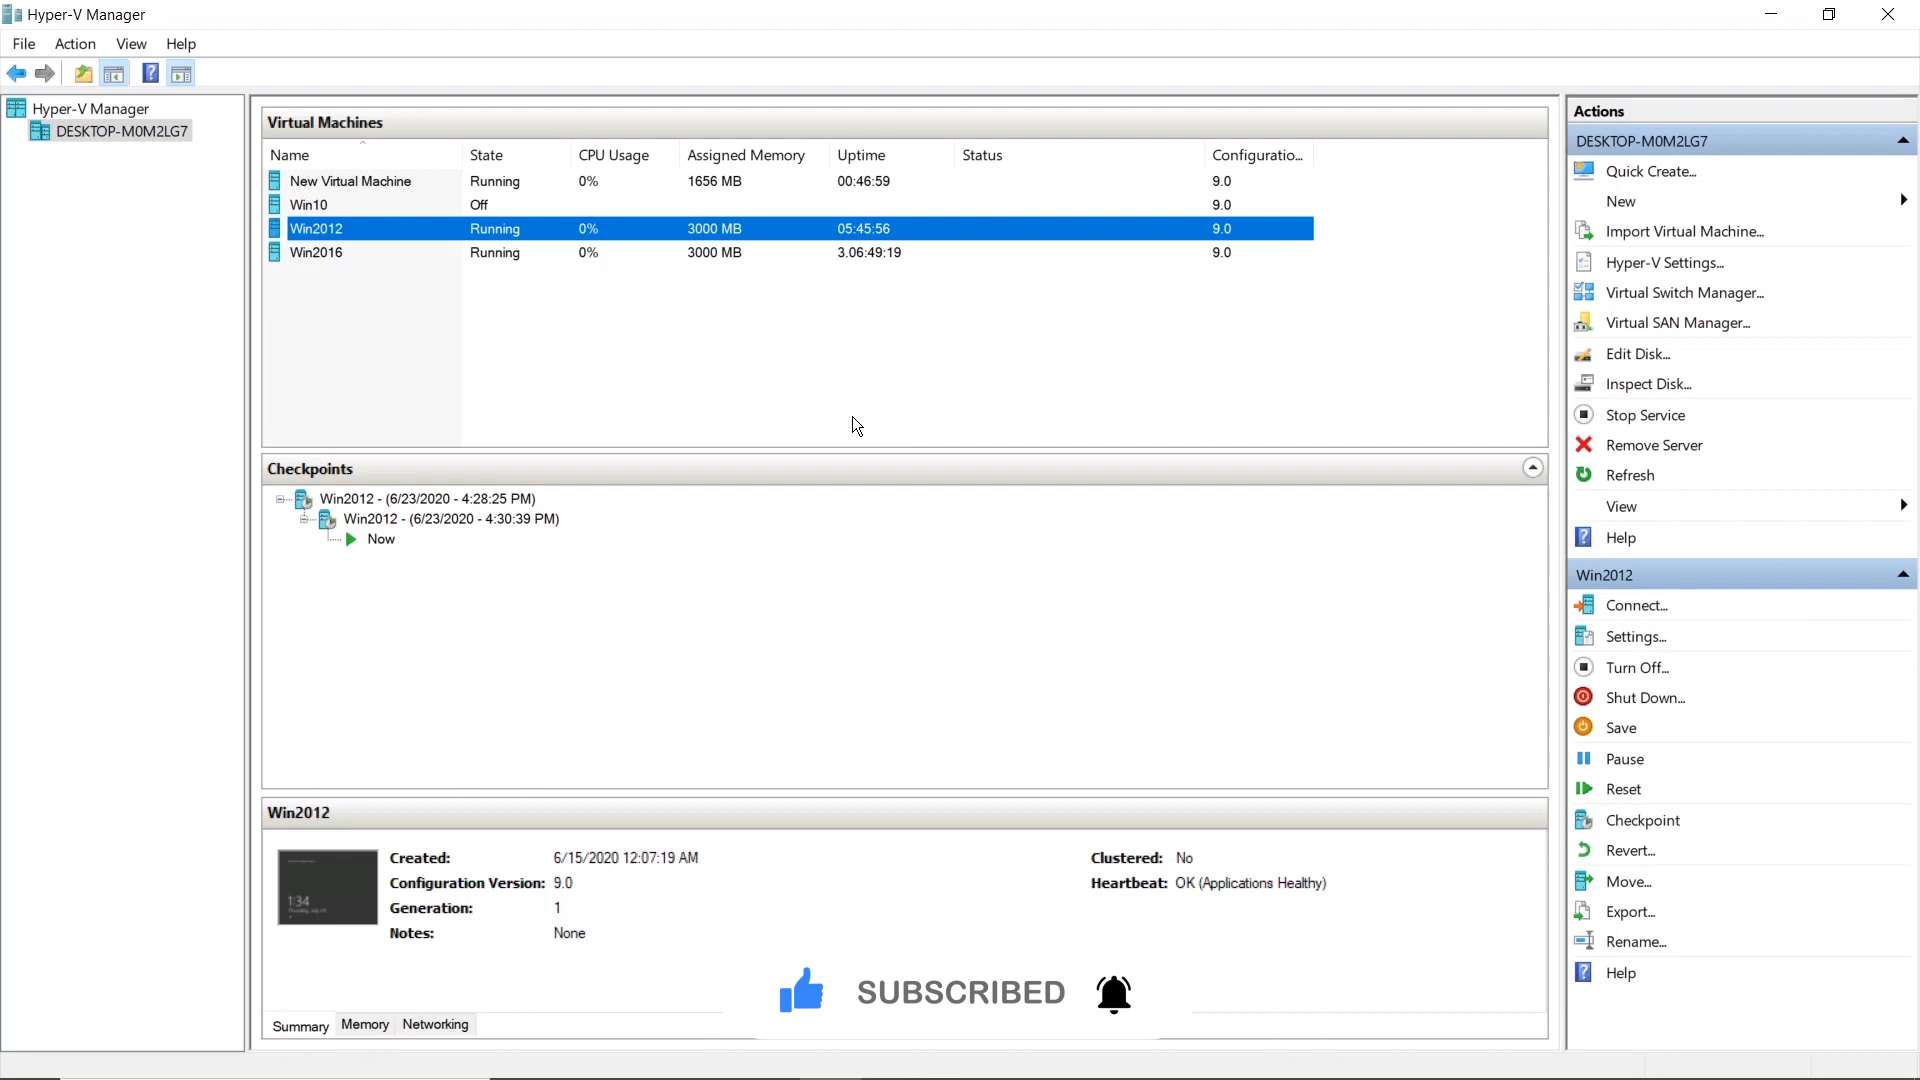 Hyper-V Manager
File Action View Help
Hyper-V Manager
DESKTOP-M0M2LG7
Virtual Machines
Name State CPU Usage Assigned Memory Uptime Status Configuratio...
New Virtual Machine Running 0% 1656 MB 00:46:59 9.0
Win10 Off 9.0
Win2012 Running 0% 3000 MB 05:45:56 9.0
Win2016 Running 0% 3000 MB 3.06:49:19 9.0
Checkpoints
Win2012 - (6/23/2020 - 4:28:25 PM)
Win2012 - (6/23/2020 - 4:30:39 PM)
Now
Win2012
1:34
Created: 6/15/2020 12:07:19 AM
Configuration Version: 9.0
Generation: 1
Notes: None
Clustered: No
Heartbeat: OK (Applications Healthy)
SUBSCRIBED
Summary Memory Networking
Actions
DESKTOP-M0M2LG7
Quick Create...
New
Import Virtual Machine...
Hyper-V Settings...
Virtual Switch Manager...
Virtual SAN Manager...
Edit Disk...
Inspect Disk...
Stop Service
Remove Server
Refresh
View
Help
Win2012
Connect...
Settings...
Turn Off...
Shut Down...
Save
Pause
Reset
Checkpoint
Revert...
Move...
Export...
Rename...
Help